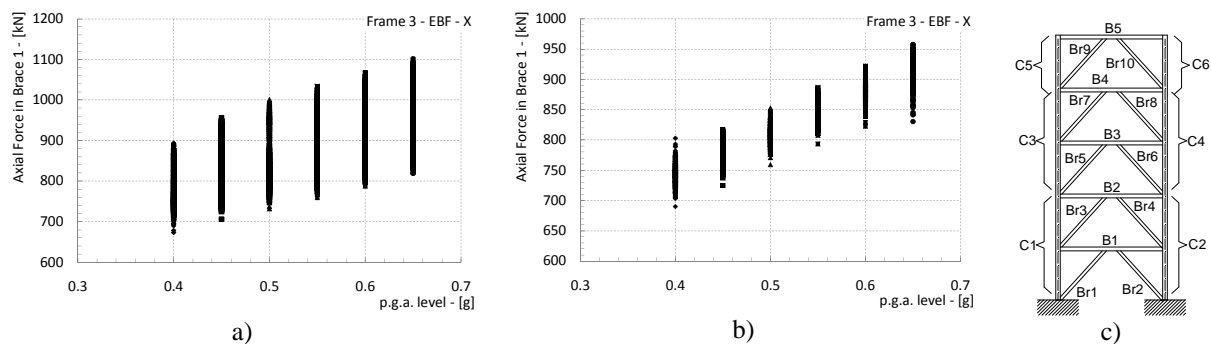 Frame 3 - EBF - X
Axial Force in Brace 1 - [kN]
1200
1100
1000
900
800
700
600
0.3 0.4 0.5 0.6 0.7
p.g.a. level - [g]
a)
Frame 3 - EBF - X
Axial Force in Brace 1 - [kN]
1000
950
900
850
800
750
700
650
600
0.3 0.4 0.5 0.6 0.7
p.g.a. level - [g]
b)
B5
Br9 Br10
C5 C6
B4
Br7 Br8
B3
C3 C4
Br5 Br6
B2
Br3 Br4
C1 B1 C2
Br1 Br2
c)